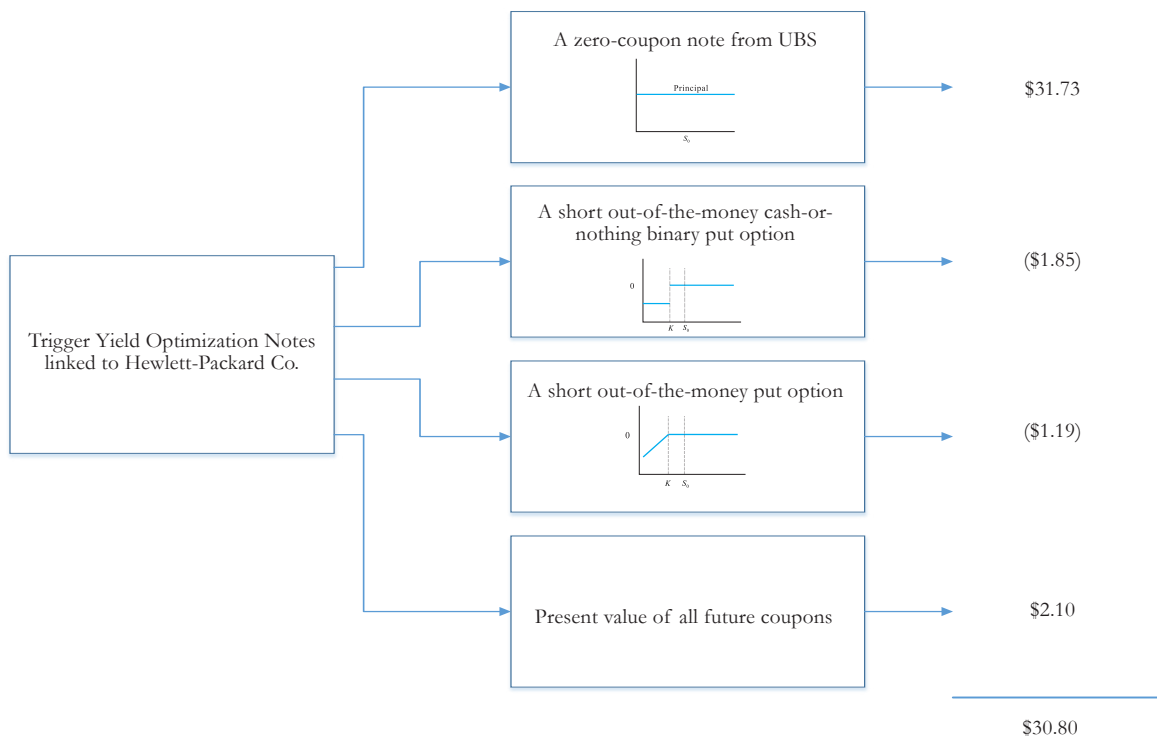 A zero-coupon note from UBS
Principal
S0
$31.73
A short out-of-the-money cash-or-
nothing binary put option
0
K
S0
($1.85)
Trigger Yield Optimization Notes
linked to Hewlett-Packard Co.
A short out-of-the-money put option
0
K
S0
($1.19)
Present value of all future coupons
$2.10
$30.80